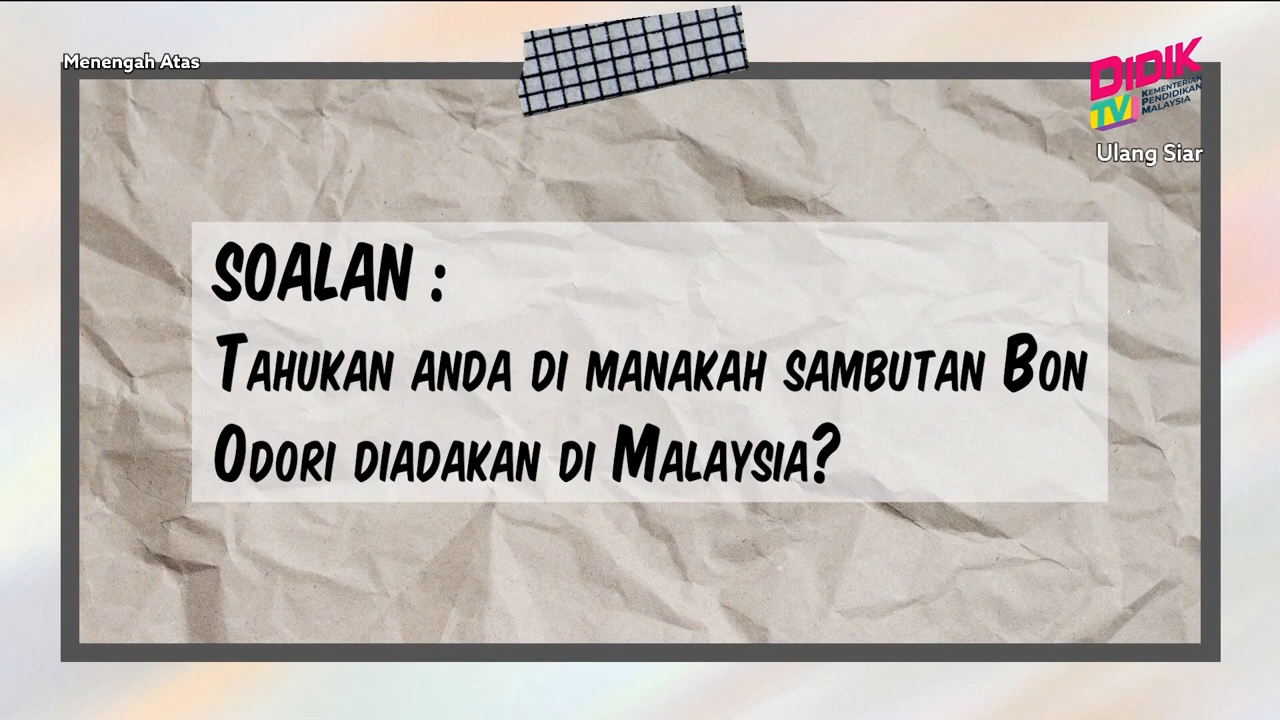 Menengah Atas
DIDIK
TV
KEMENTERIAN
PENDIDIKAN
MALAYSIA
Ulang Siar
SOALAN :
TAHUKAN ANDA DI MANAKAH SAMBUTAN BON
ODORI DIADAKAN DI MALAYSIA?